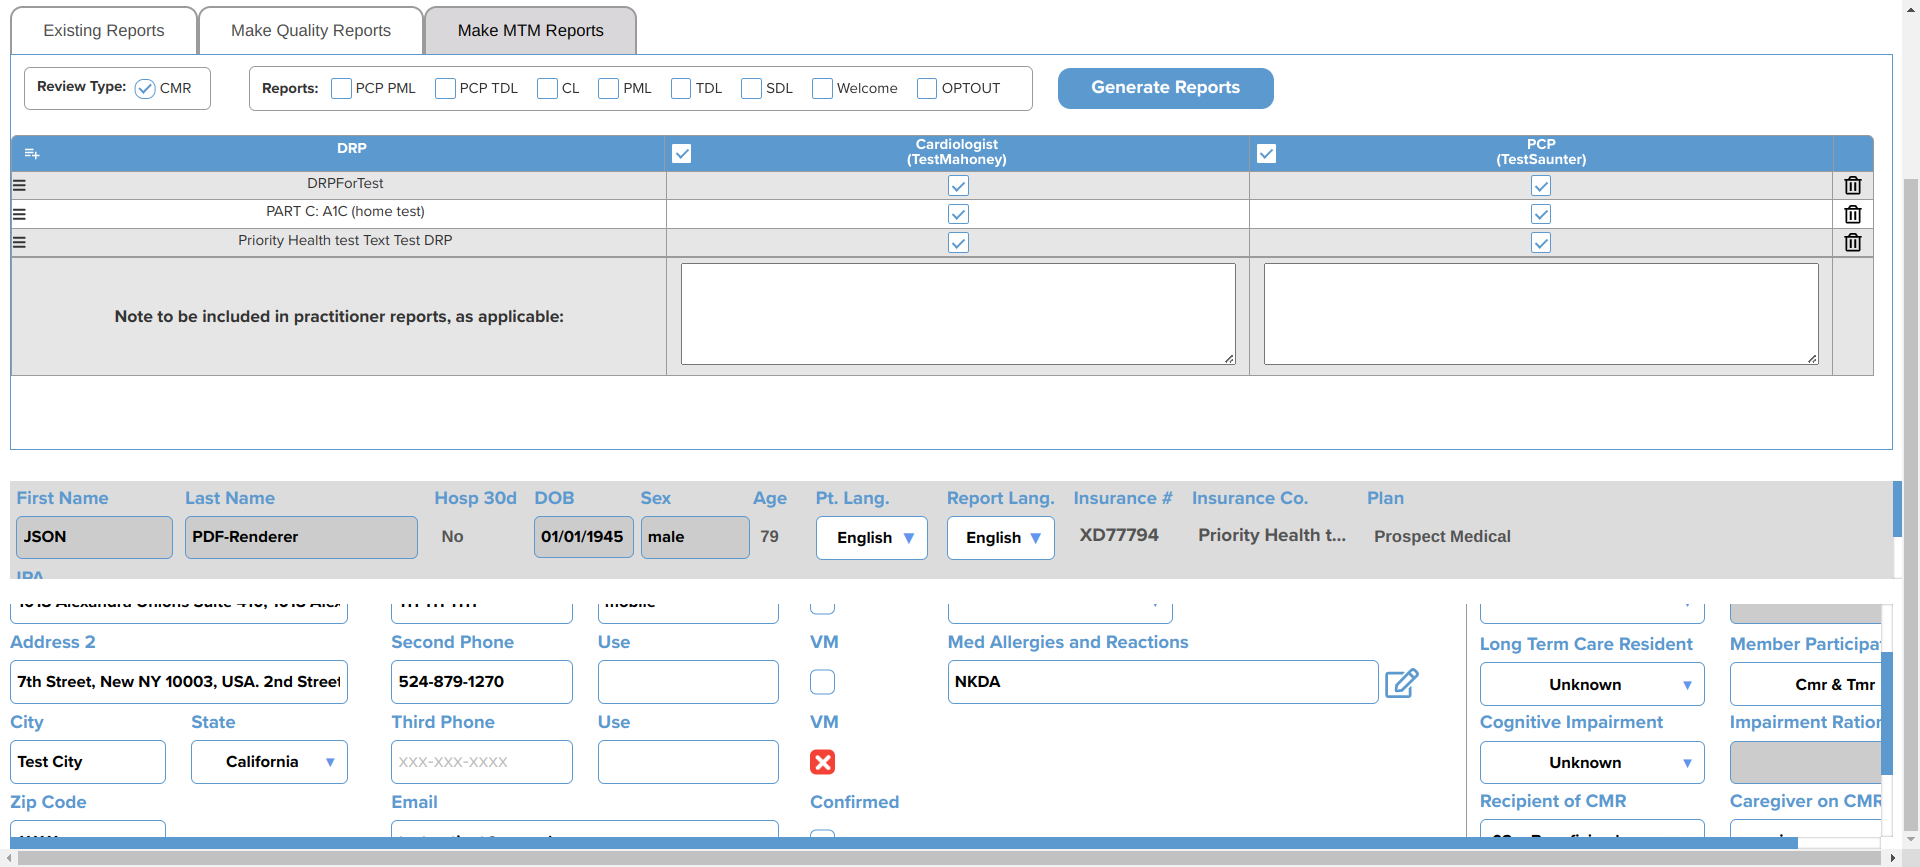 Existing Reports
Make Quality Reports
Make MTM Reports
Review Type: CMR
Reports: PCP PML PCP TDL CL PML TDL SDL Welcome OPTOUT
Generate Reports
DRP
Cardiologist
(TestMahoney)
PCP
(TestSaunter)
DRPForTest
PART C: A1C (home test)
Priority Health test Text Test DRP
Note to be included in practitioner reports, as applicable:
First Name Last Name Hosp 30d DOB Sex Age Pt. Lang. Report Lang. Insurance # Insurance Co. Plan
JSON PDF-Renderer No 01/01/1945 male 79 English English XD77794 Priority Health t... Prospect Medical
IPA
mobile
Address 2 Second Phone Use VM Med Allergies and Reactions Long Term Care Resident Member Participa
7th Street, New NY 10003, USA. 2nd Street 524-879-1270 NKDA Unknown Cmr & Tmr
City State Third Phone Use VM Cognitive Impairment Impairment Ration
Test City California xxx-xxx-xxxx Unknown
Zip Code Email Confirmed Recipient of CMR Caregiver on CMR